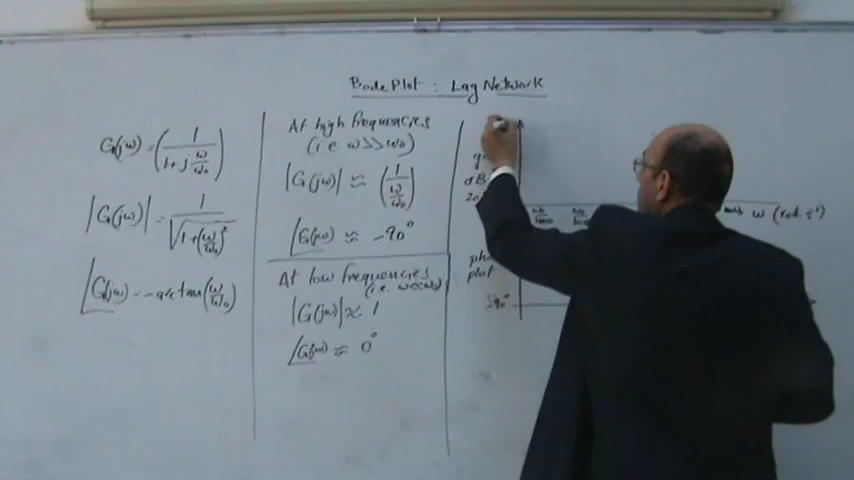 Bode Plot : Lag Network
G(jω) = (1 / (1+j ω/ω₀))
|G(jω)| = 1 / √(1+(ω/ω₀)²)
∠G(jω) = -arctan(ω/ω₀)
At high frequencies
(i.e. ω>>ω₀)
|G(jω)| ≈ (1 / (ω/ω₀))
∠G(jω) ≈ -90°
At low frequencies
(i.e. ω<<ω₀)
|G(jω)| ≈ 1
∠G(jω) ≈ 0°
dB
ω (rad. s⁻¹)
plot
-90°